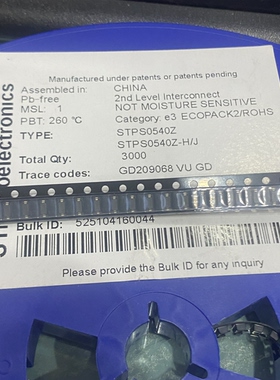 Manufactured under patents or patents pending
Assembled in: CHINA
Pb-free 2nd Level Interconnect
MSL: 1 NOT MOISTURE SENSITIVE
PBT: 260 °C Category: e3 ECOPACK2/ROHS
TYPE: STPS0540Z
STPS0540Z-H/J
Total Qty: 3000
Trace codes: GD209068 VU GD
Bulk ID: 525104160044
Please provide the Bulk ID for any inquiry
oelectronics